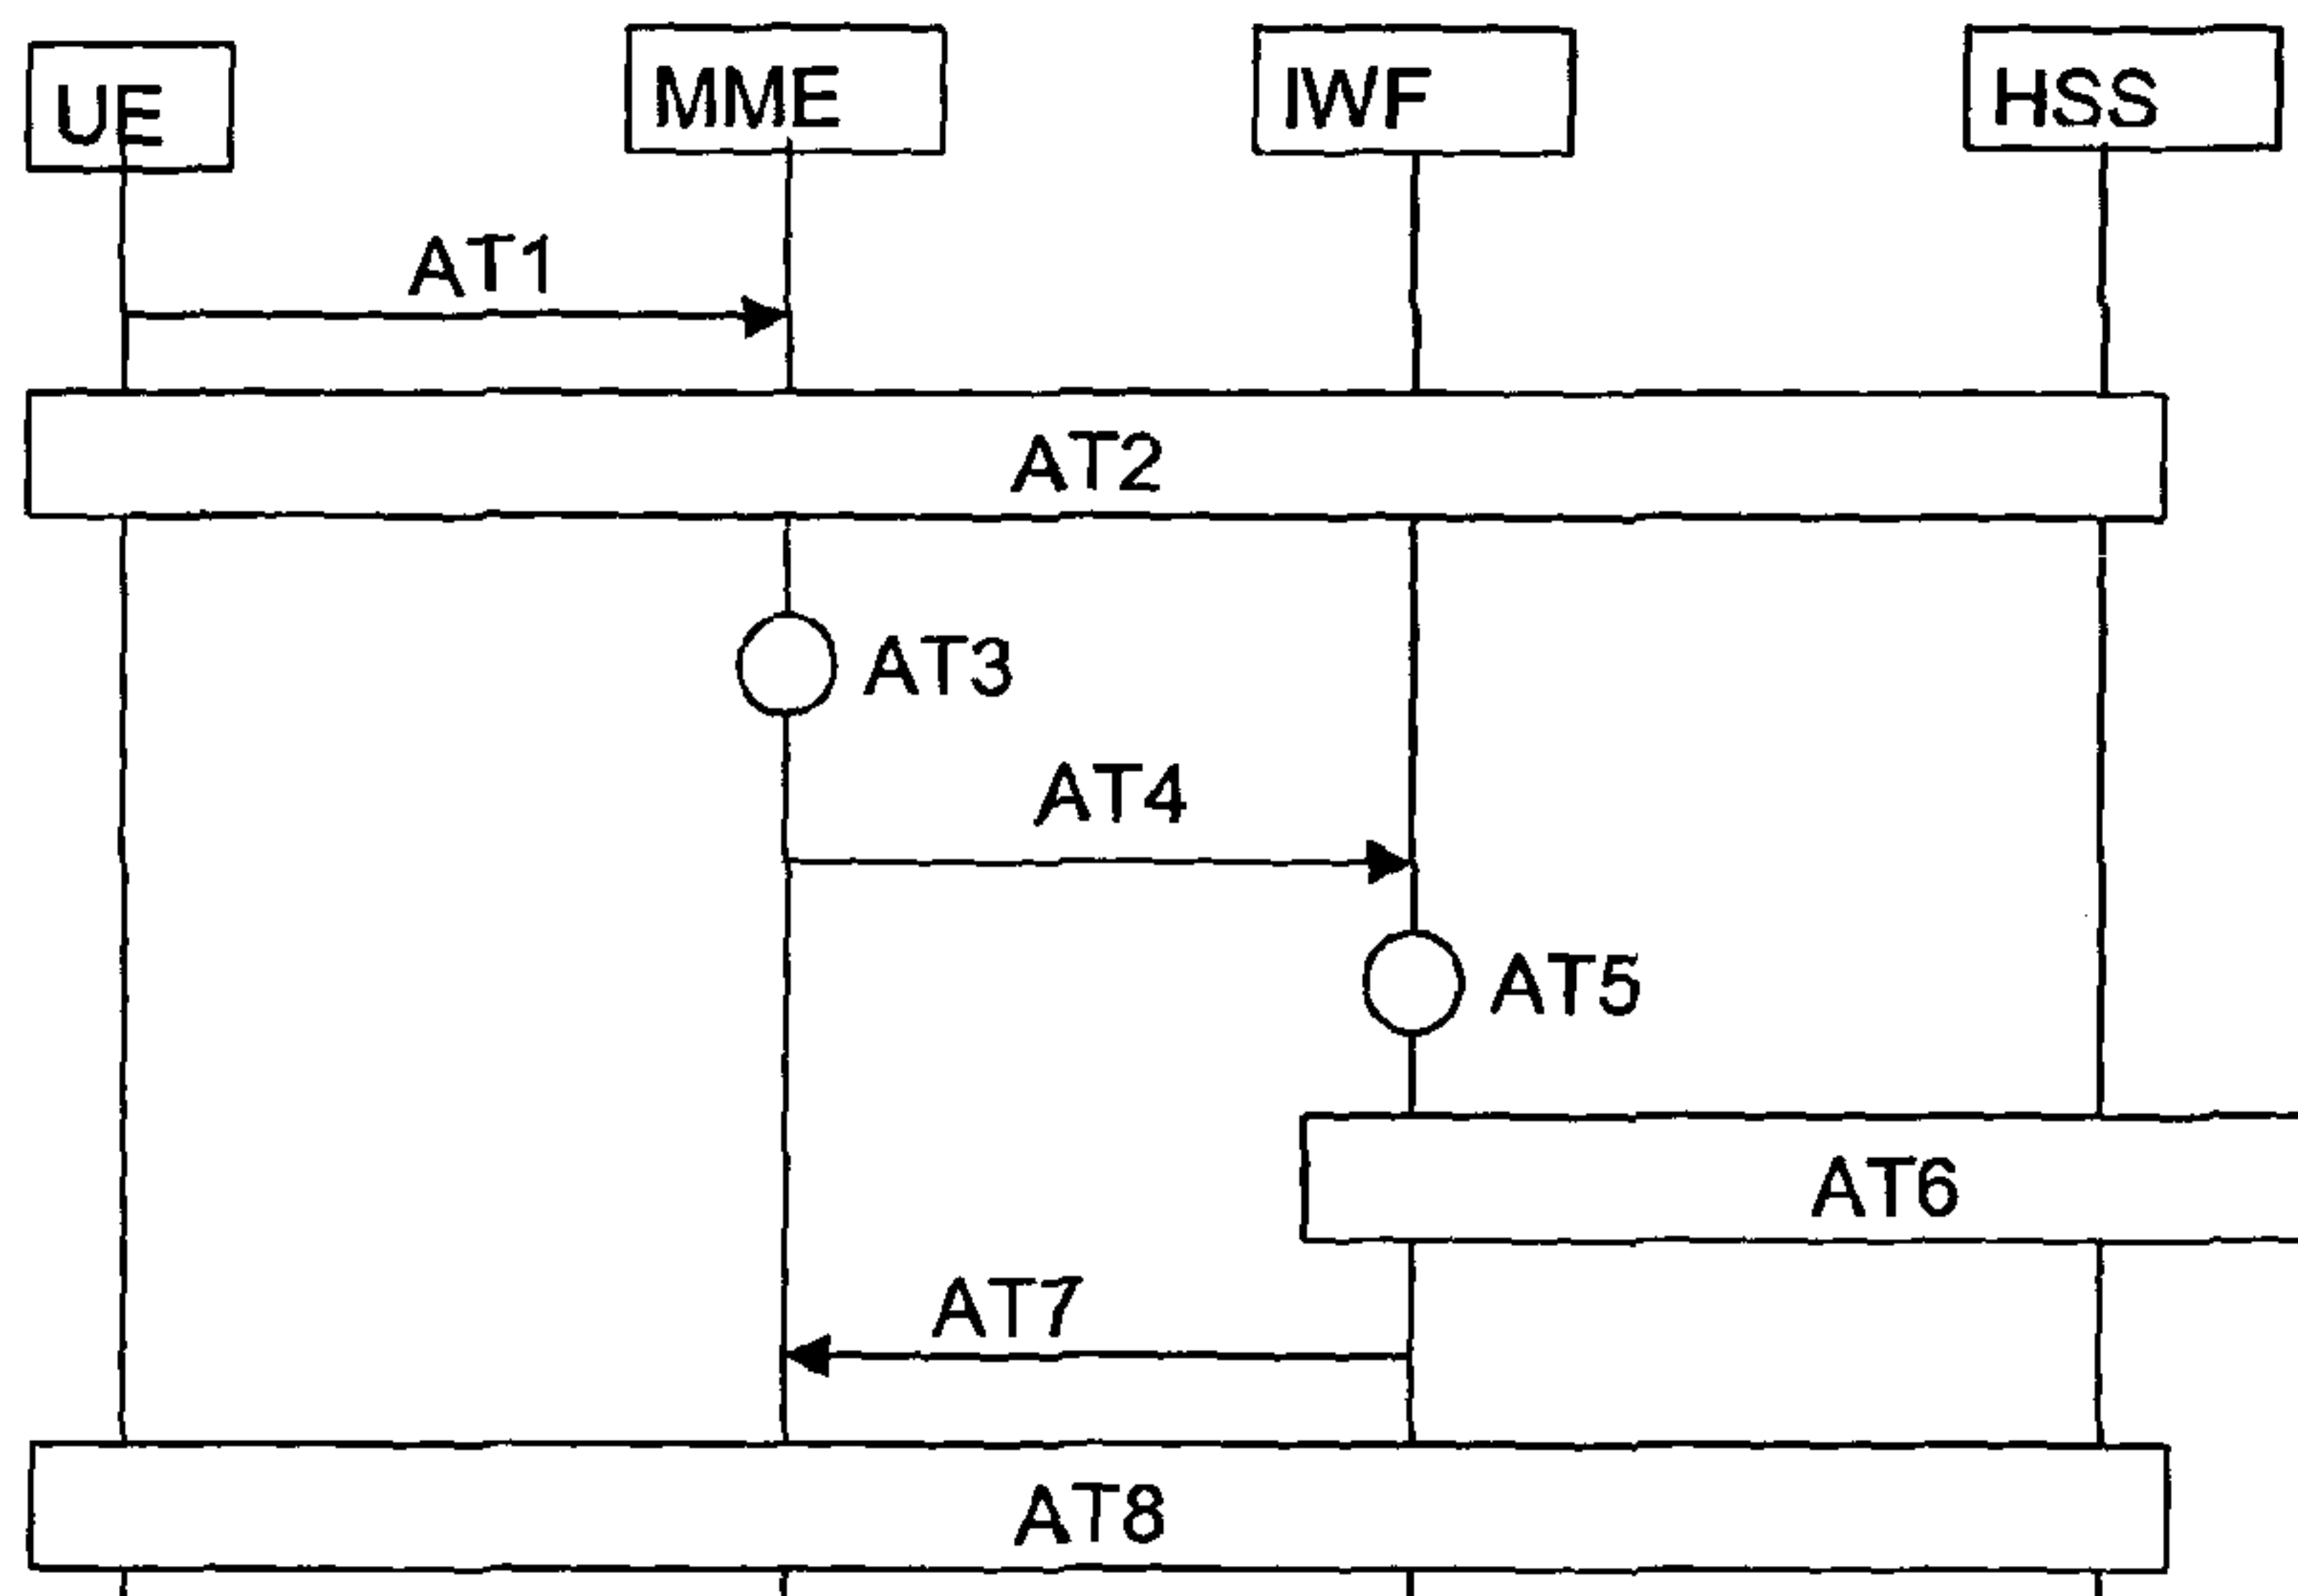 UE MME IWF HSS
AT1
AT2
AT3
AT4
AT5
AT6
AT7
AT8